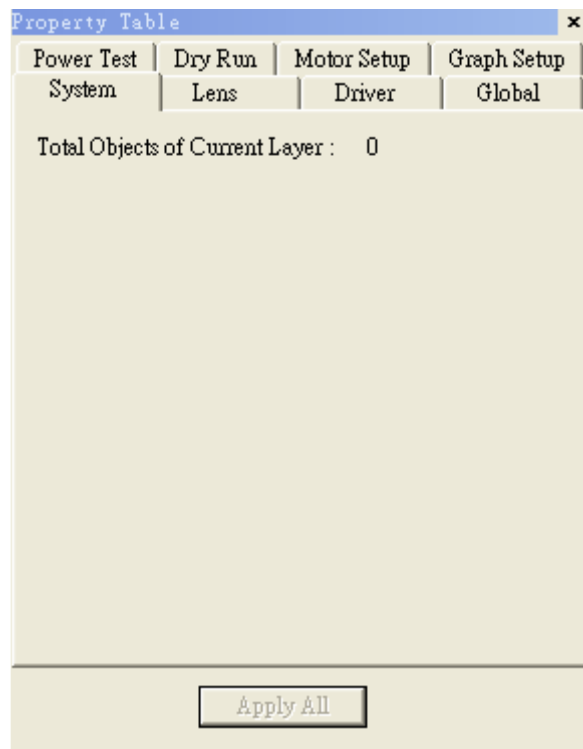 Property Table
Power Test Dry Run Motor Setup Graph Setup
System Lens Driver Global
Total Objects of Current Layer : 0
Apply All